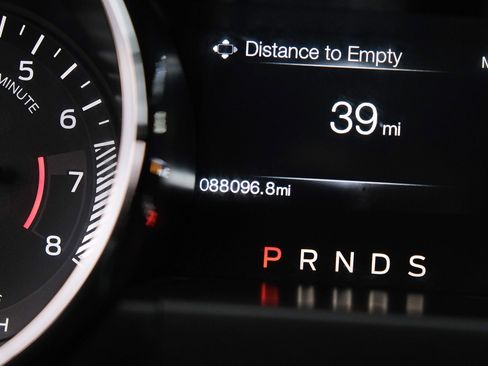 Distance to Empty
M
39 mi
088096.8mi
P R N D S
5
6
7
8
MINUTE
H